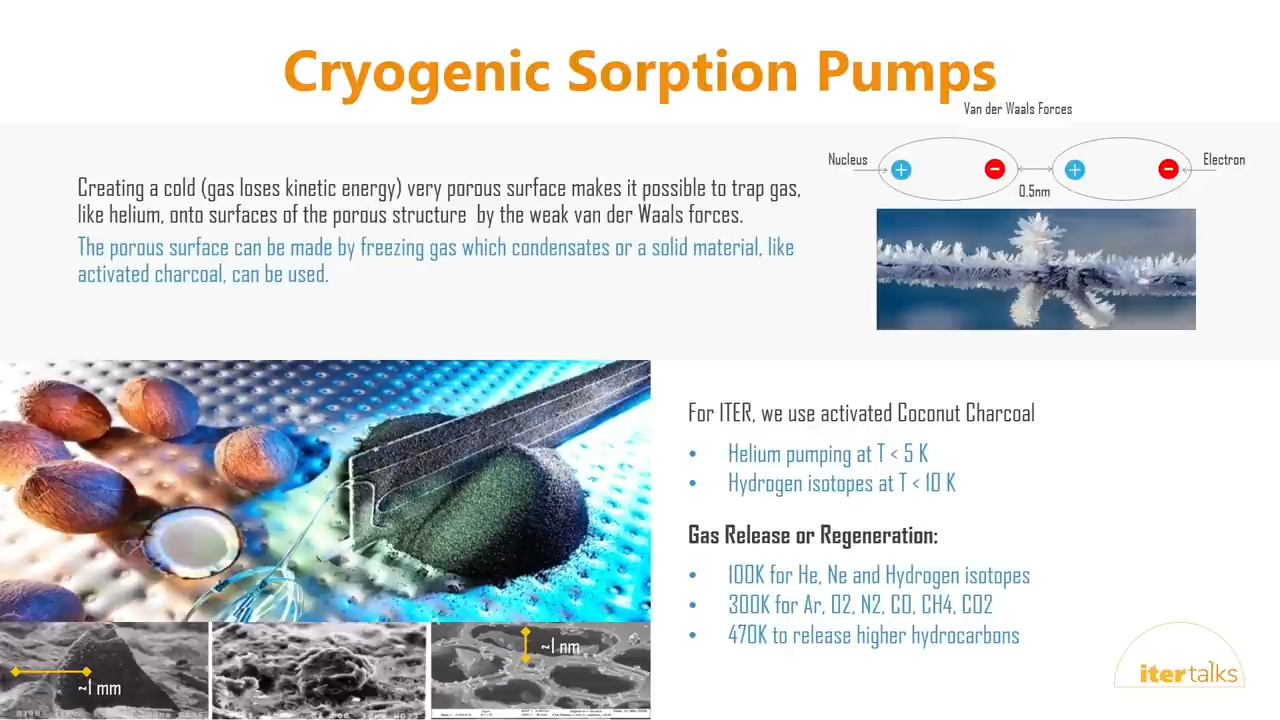 Cryogenic Sorption Pumps
Van der Waals Forces
Nucleus
Electron
0.5nm
Creating a cold (gas loses kinetic energy) very porous surface makes it possible to trap gas,
like helium, onto surfaces of the porous structure by the weak van der Waals forces.
The porous surface can be made by freezing gas which condensates or a solid material, like
activated charcoal, can be used.
For ITER, we use activated Coconut Charcoal
• Helium pumping at T < 5 K
• Hydrogen isotopes at T < 10 K
Gas Release or Regeneration:
• 100K for He, Ne and Hydrogen isotopes
• 300K for Ar, O2, N2, CO, CH4, CO2
• 470K to release higher hydrocarbons
~1 mm
~1 nm
iter talks